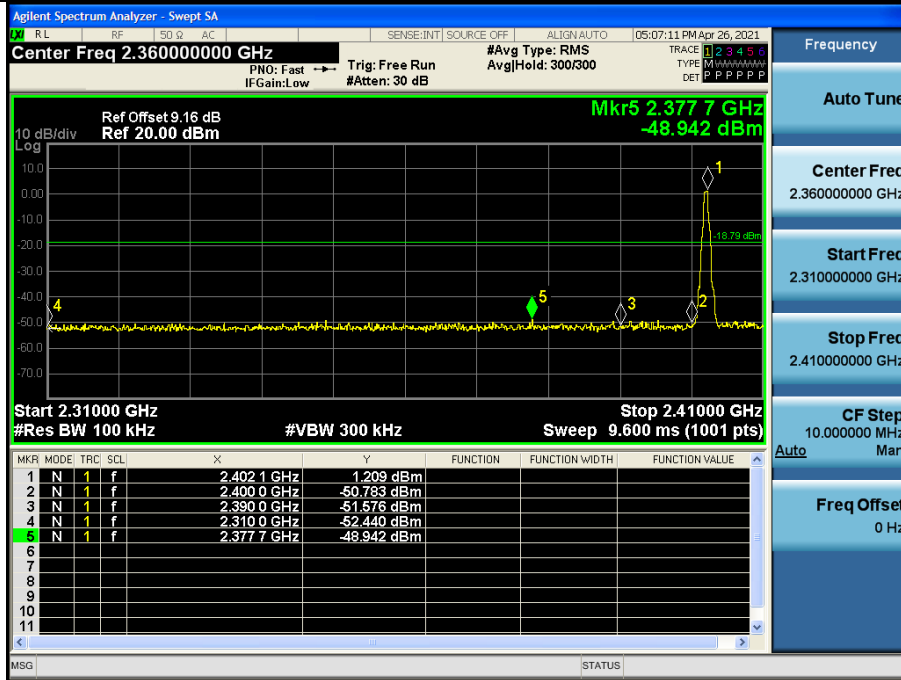 Agilent Spectrum Analyzer - Swept SA
LXI RL RF 50 Ω AC SENSE:INT SOURCE OFF ALIGN AUTO 05:07:11 PM Apr 26, 2021
Center Freq 2.360000000 GHz
PNO: Fast
IFGain:Low
Trig: Free Run
#Atten: 30 dB
#Avg Type: RMS
Avg|Hold: 300/300
TRACE 1 2 3 4 5 6
TYPE M
DET P P P P P P
Mkr5 2.377 7 GHz
-48.942 dBm
Ref Offset 9.16 dB
10 dB/div Ref 20.00 dBm
Log
10.0
0.00
-10.0
-20.0
-30.0
-40.0
-50.0
-60.0
-70.0
1
-18.79 dBm
4
5
3
2
Start 2.31000 GHz Stop 2.41000 GHz
#Res BW 100 kHz #VBW 300 kHz Sweep 9.600 ms (1001 pts)
MKR MODE TRC SCL X Y FUNCTION FUNCTION WIDTH FUNCTION VALUE
1 N 1 f 2.402 1 GHz 1.209 dBm
2 N 1 f 2.400 0 GHz -50.783 dBm
3 N 1 f 2.390 0 GHz -51.576 dBm
4 N 1 f 2.310 0 GHz -52.440 dBm
5 N 1 f 2.377 7 GHz -48.942 dBm
6
7
8
9
10
11
MSG STATUS
Frequency
Auto Tune
Center Freq
2.360000000 GHz
Start Freq
2.310000000 GHz
Stop Freq
2.410000000 GHz
CF Step
10.000000 MHz
Auto Man
Freq Offset
0 Hz